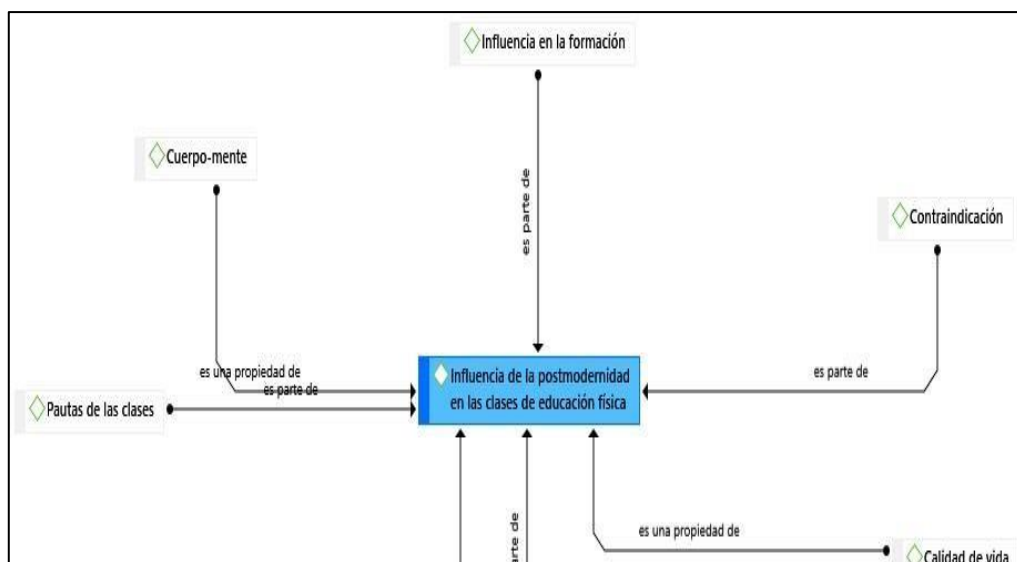 Influencia en la formación
Cuerpo-mente
es parte de
Contraindicación
es una propiedad de
es parte de
Influencia de la postmodernidad
en las clases de educación física
es parte de
Pautas de las clases
es una propiedad de
Calidad de vida